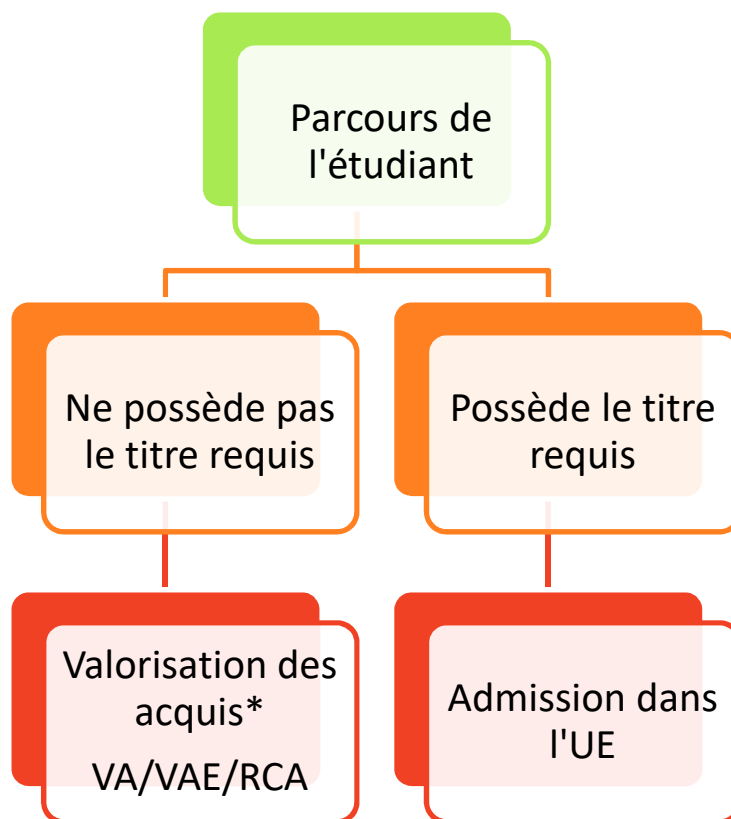 Parcours de
l'étudiant
Ne possède pas
le titre requis
Possède le titre
requis
Valorisation des
acquis*
VA/VAE/RCA
Admission dans
l'UE